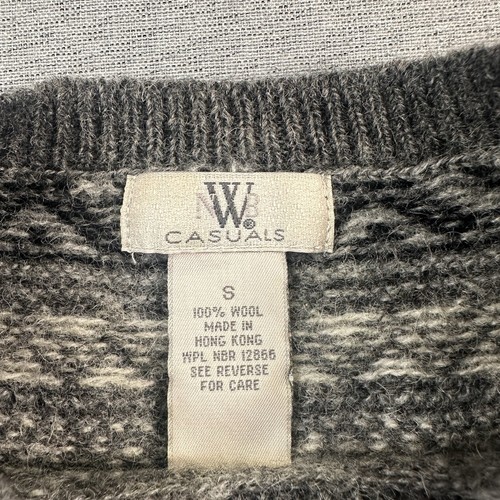 NWB®
CASUALS
S
100% WOOL
MADE IN
HONG KONG
WPL NBR 12866
SEE REVERSE
FOR CARE